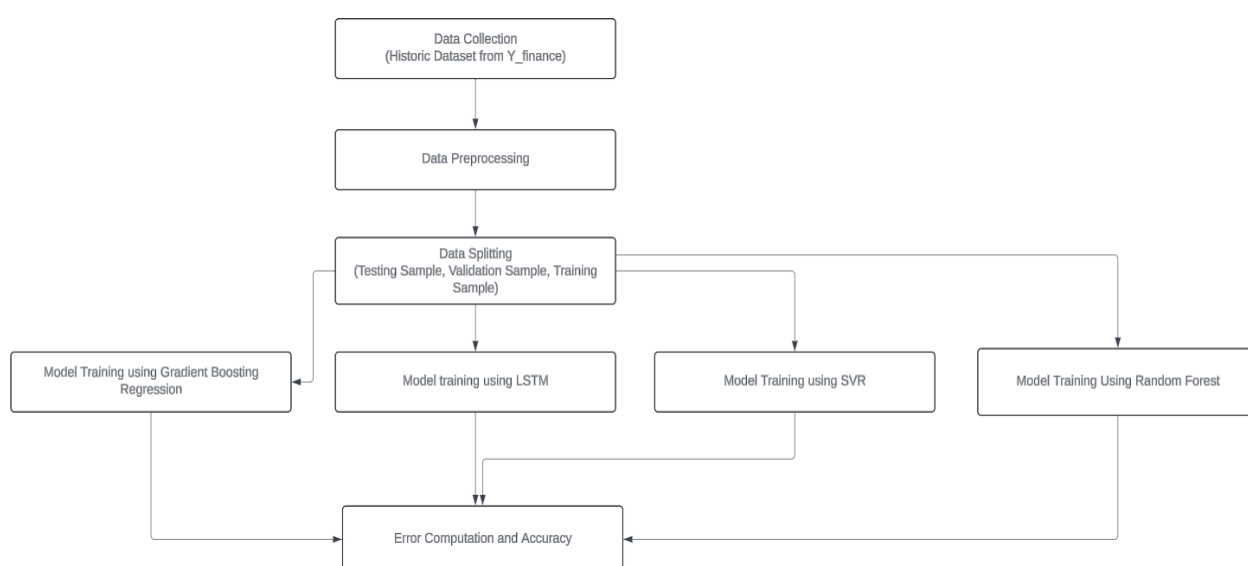 Data Collection
(Historic Dataset from Y_finance)
Data Preprocessing
Data Splitting
(Testing Sample, Validation Sample, Training
Sample)
Model Training using Gradient Boosting
Regression
Model training using LSTM
Model Training using SVR
Model Training Using Random Forest
Error Computation and Accuracy